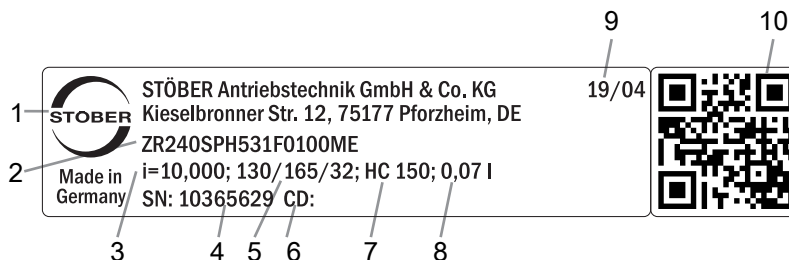 9
10
STÖBER Antriebstechnik GmbH & Co. KG 19/04
1 STÖBER Kieselbronner Str. 12, 75177 Pforzheim, DE
ZR240SPH531F0100ME
2 Made in i=10,000; 130/165/32; HC 150; 0,07 l
Germany SN: 10365629 CD:
3 4 5 6 7 8